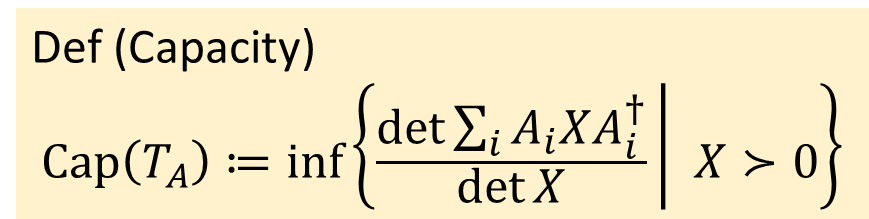 Def (Capacity)
Cap(T_A) := inf{ det ∑_i A_i X A_i^† / det X | X ≻ 0 }